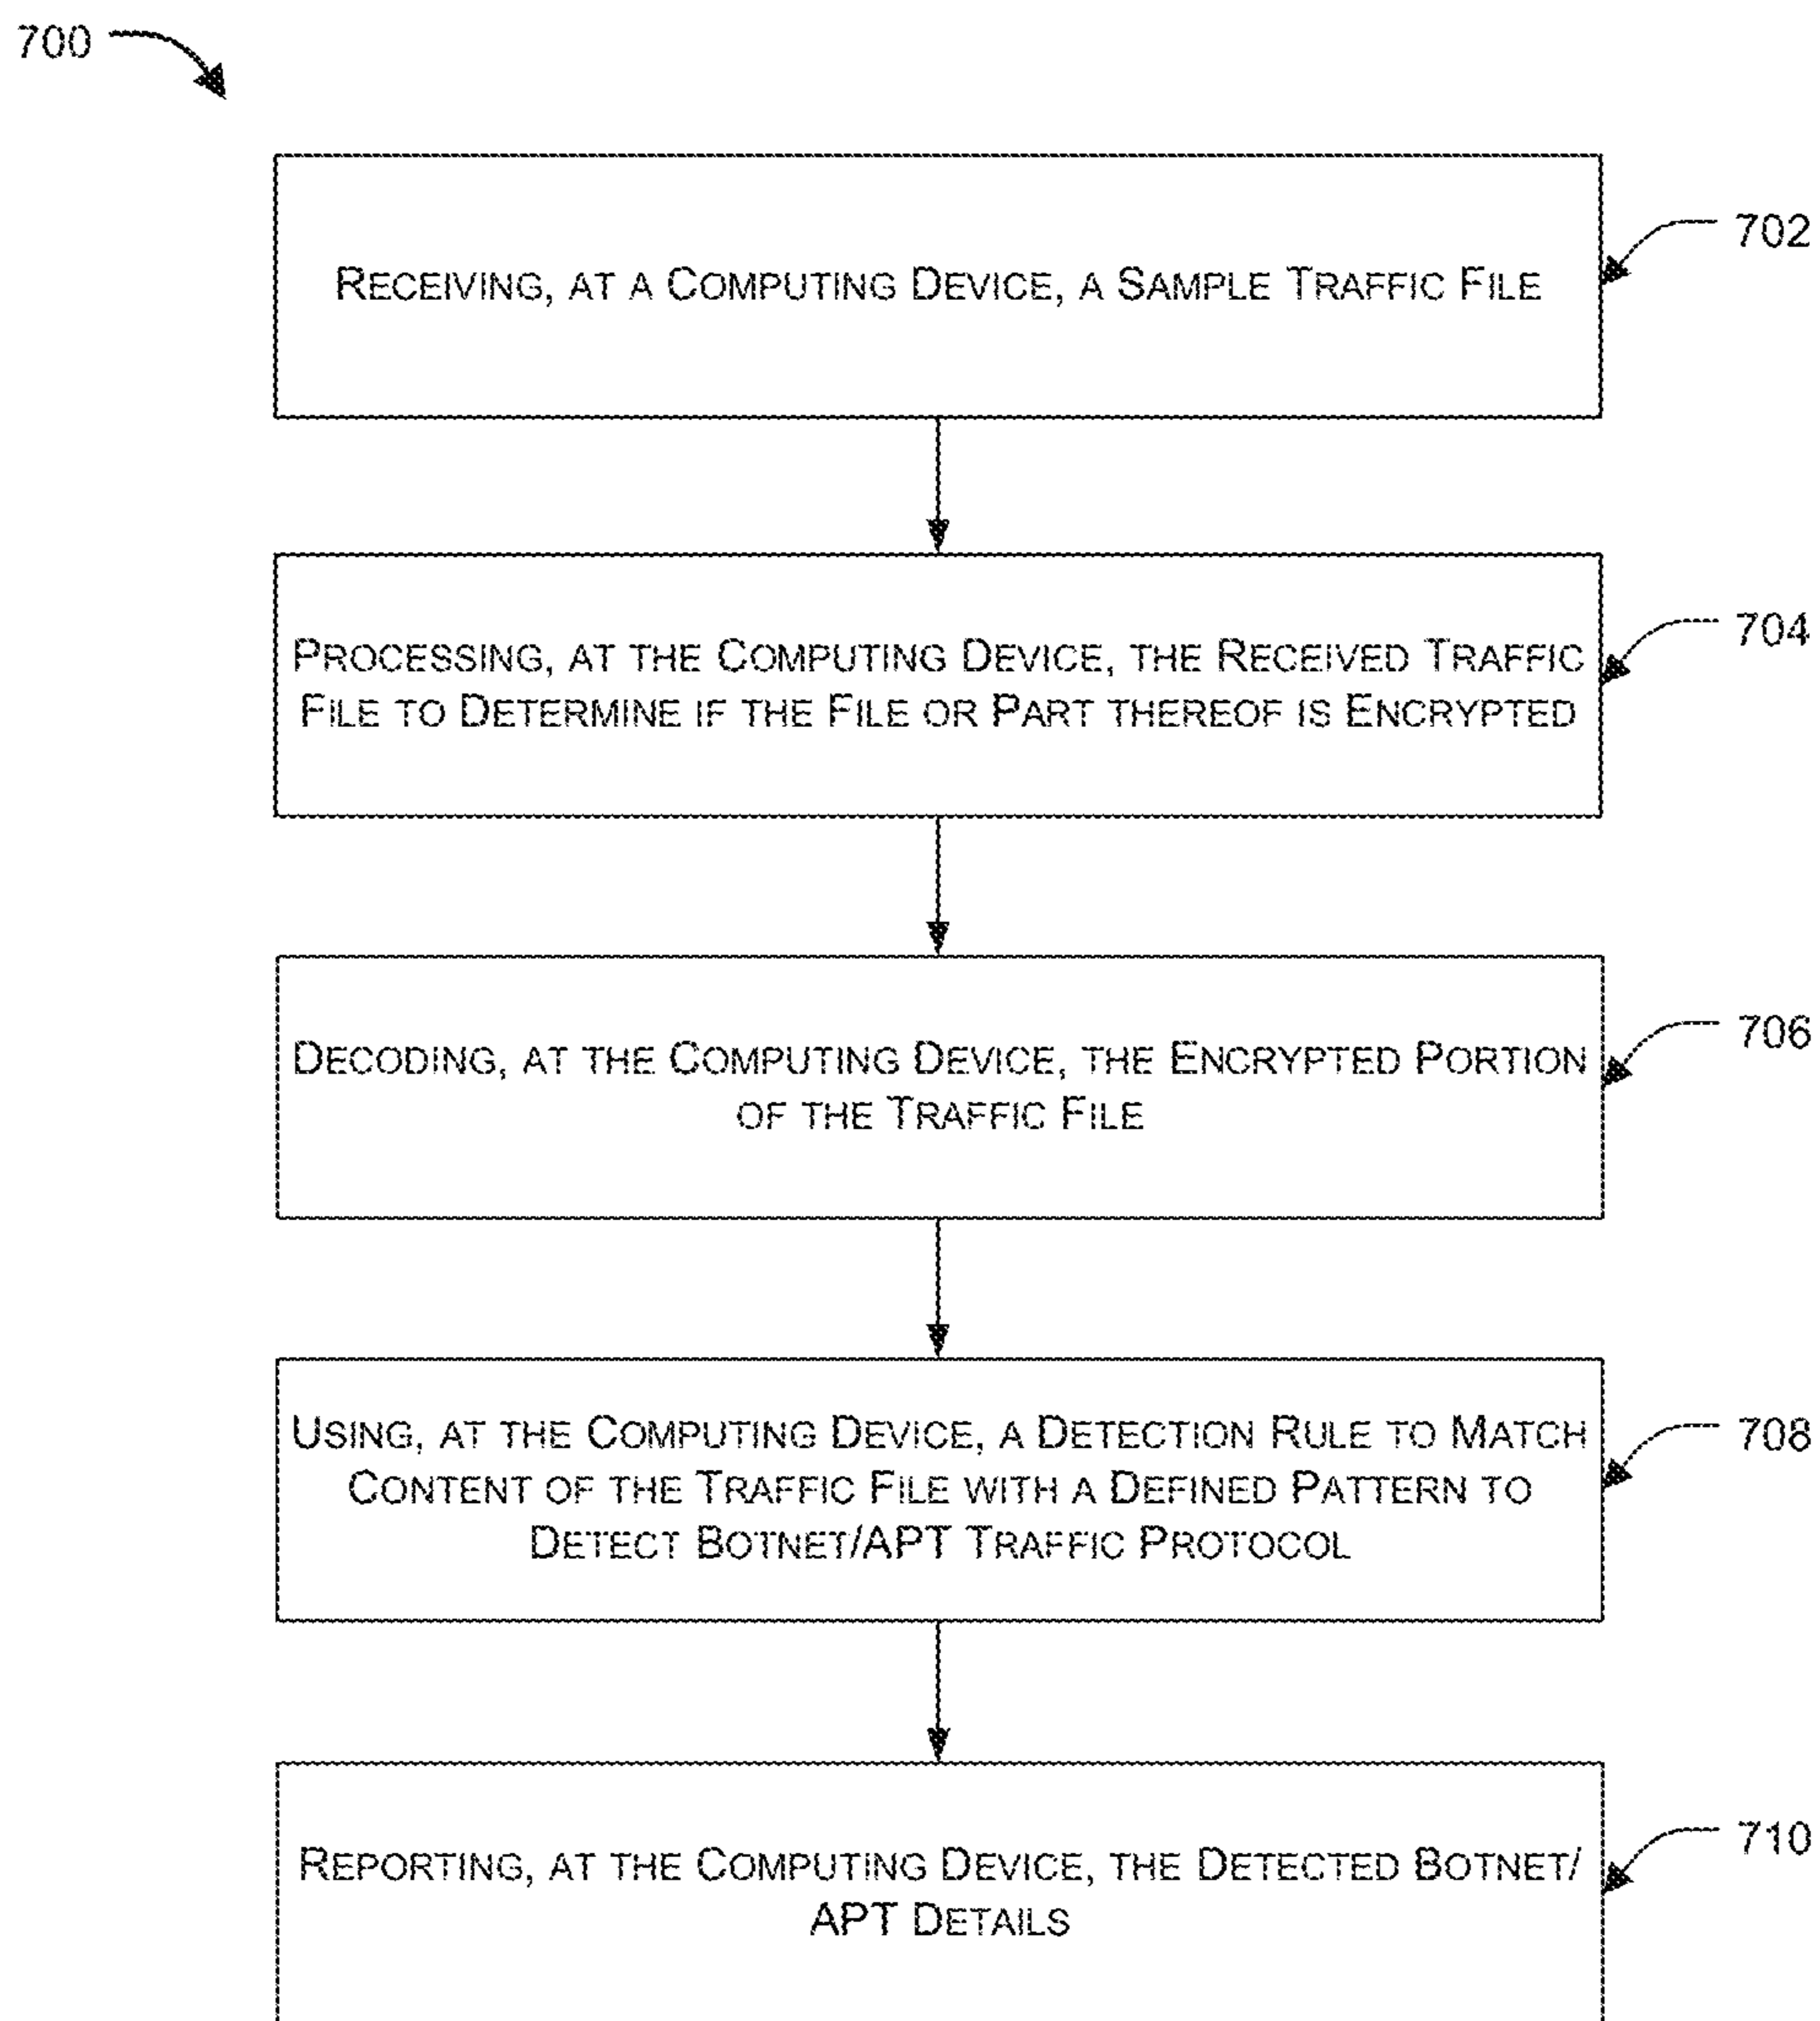 700
RECEIVING, AT A COMPUTING DEVICE, A SAMPLE TRAFFIC FILE
702
PROCESSING, AT THE COMPUTING DEVICE, THE RECEIVED TRAFFIC
FILE TO DETERMINE IF THE FILE OR PART THEREOF IS ENCRYPTED
704
DECODING, AT THE COMPUTING DEVICE, THE ENCRYPTED PORTION
OF THE TRAFFIC FILE
706
USING, AT THE COMPUTING DEVICE, A DETECTION RULE TO MATCH
CONTENT OF THE TRAFFIC FILE WITH A DEFINED PATTERN TO
DETECT BOTNET/APT TRAFFIC PROTOCOL
708
REPORTING, AT THE COMPUTING DEVICE, THE DETECTED BOTNET/
APT DETAILS
710